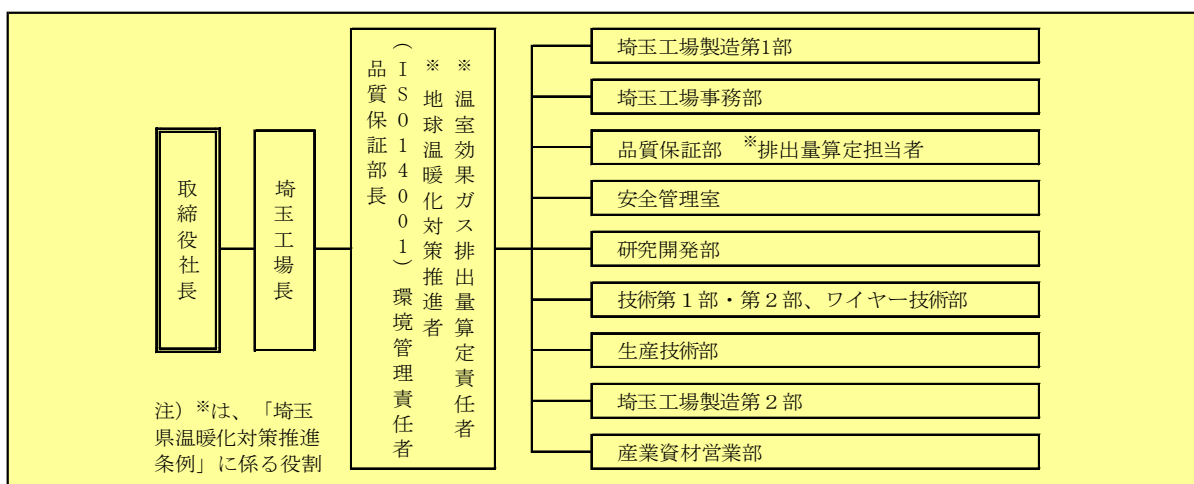 取締役社長
埼玉工場長
品質保証部長
（ＩＳＯ１４００１）環境管理責任者
※地球温暖化対策推進者
※温室効果ガス排出量算定責任者
埼玉工場製造第1部
埼玉工場事務部
品質保証部　※排出量算定担当者
安全管理室
研究開発部
技術第１部・第２部、ワイヤー技術部
生産技術部
埼玉工場製造第２部
産業資材営業部
注）※は、「埼玉
県温暖化対策推進
条例」に係る役割